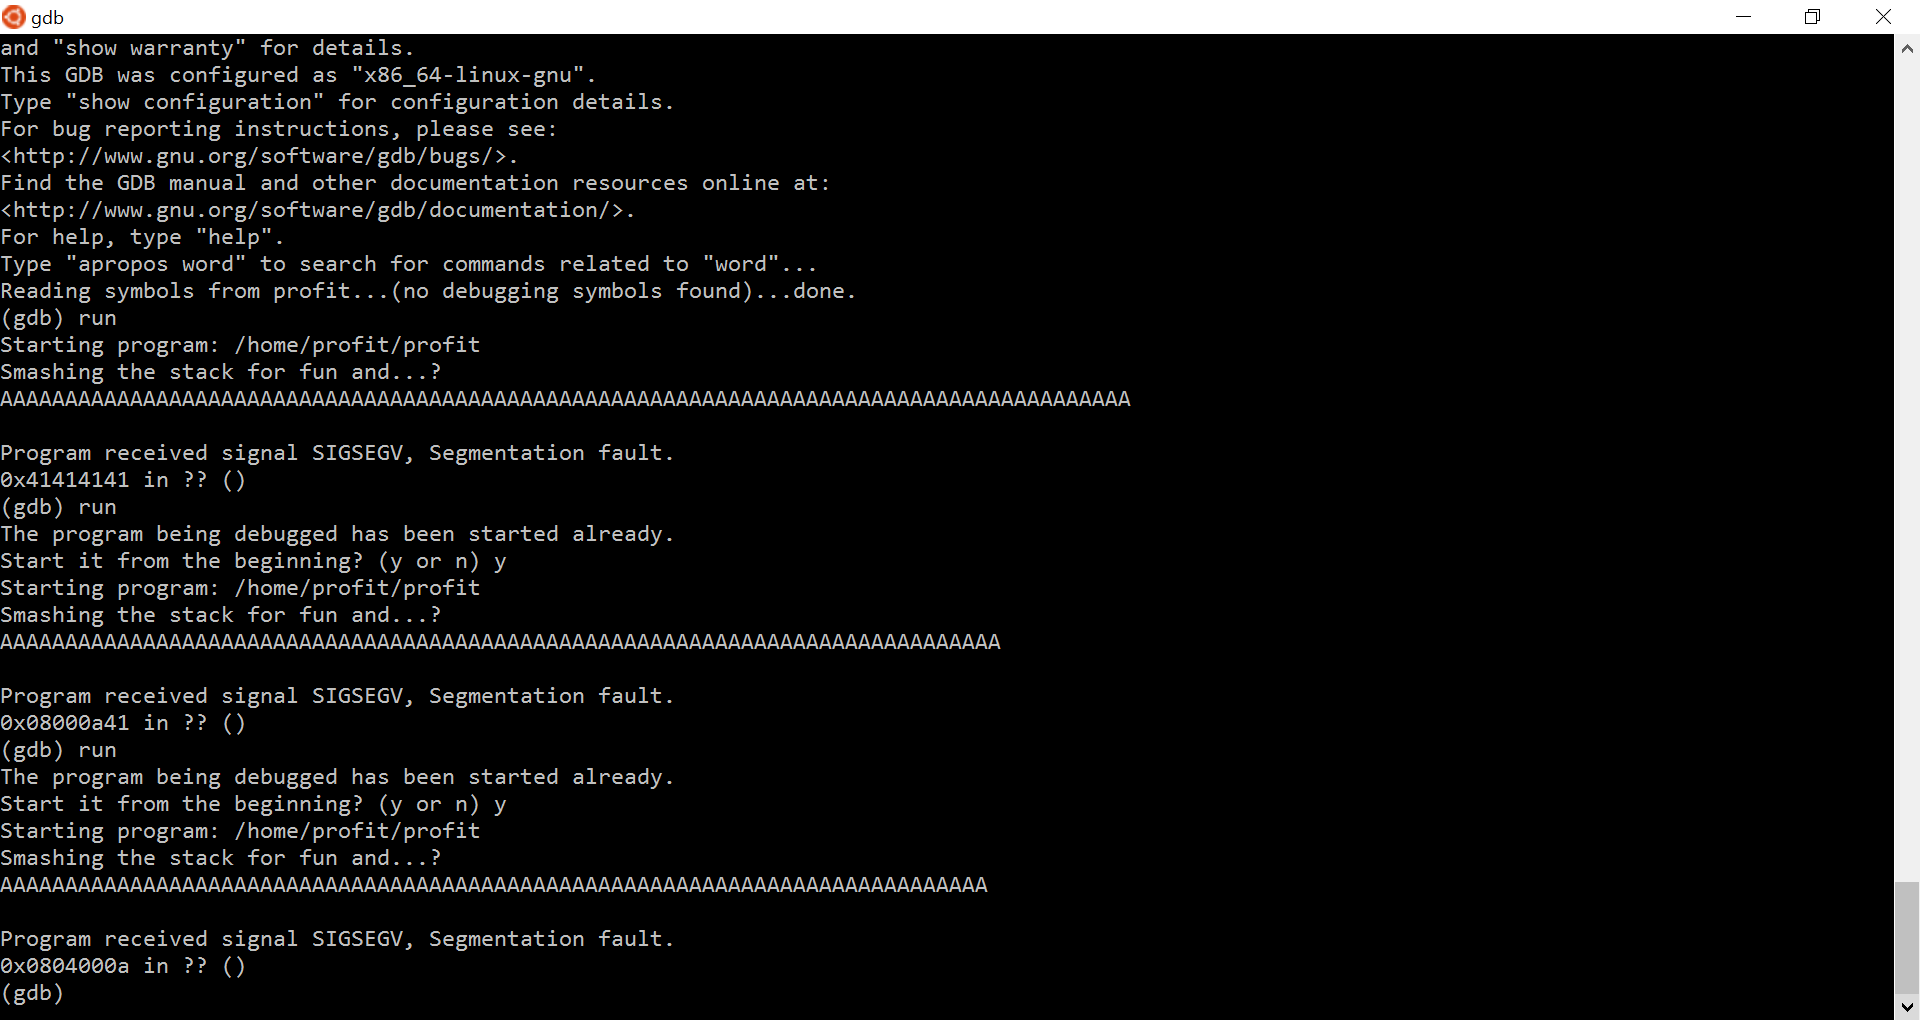 gdb
and "show warranty" for details.
This GDB was configured as "x86_64-linux-gnu".
Type "show configuration" for configuration details.
For bug reporting instructions, please see:
<http://www.gnu.org/software/gdb/bugs/>.
Find the GDB manual and other documentation resources online at:
<http://www.gnu.org/software/gdb/documentation/>.
For help, type "help".
Type "apropos word" to search for commands related to "word"...
Reading symbols from profit...(no debugging symbols found)...done.
(gdb) run
Starting program: /home/profit/profit
Smashing the stack for fun and...?
AAAAAAAAAAAAAAAAAAAAAAAAAAAAAAAAAAAAAAAAAAAAAAAAAAAAAAAAAAAAAAAAAAAAAAAAAAAAAAAAAAAAAAA
Program received signal SIGSEGV, Segmentation fault.
0x41414141 in ?? ()
(gdb) run
The program being debugged has been started already.
Start it from the beginning? (y or n) y
Starting program: /home/profit/profit
Smashing the stack for fun and...?
AAAAAAAAAAAAAAAAAAAAAAAAAAAAAAAAAAAAAAAAAAAAAAAAAAAAAAAAAAAAAAAAAAAAAAAAAAAAA
Program received signal SIGSEGV, Segmentation fault.
0x08000a41 in ?? ()
(gdb) run
The program being debugged has been started already.
Start it from the beginning? (y or n) y
Starting program: /home/profit/profit
Smashing the stack for fun and...?
AAAAAAAAAAAAAAAAAAAAAAAAAAAAAAAAAAAAAAAAAAAAAAAAAAAAAAAAAAAAAAAAAAAAAAAAAAAA
Program received signal SIGSEGV, Segmentation fault.
0x0804000a in ?? ()
(gdb)